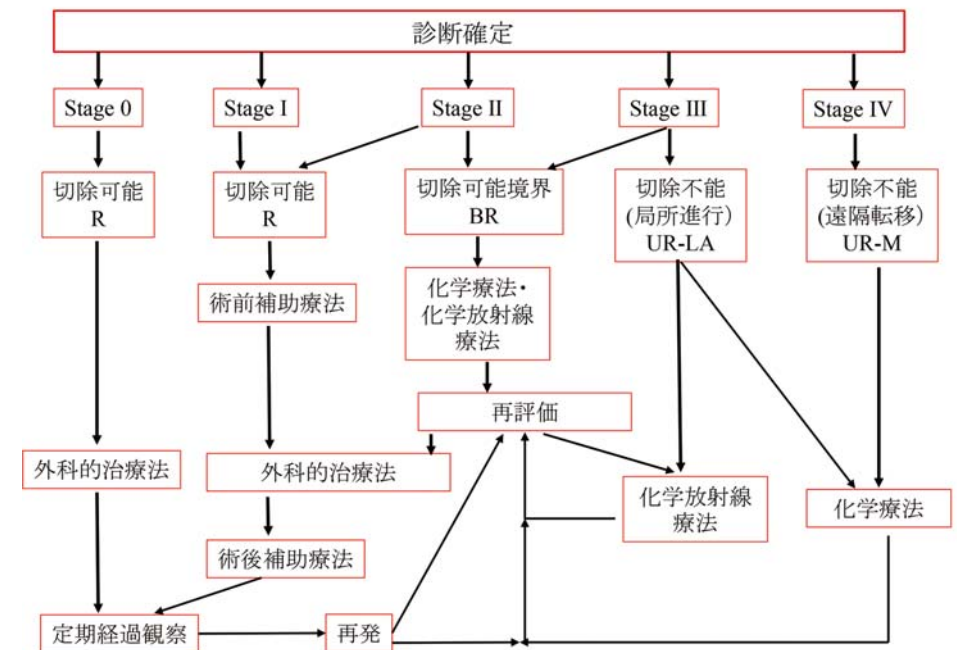 診断確定
Stage 0
Stage I
Stage II
Stage III
Stage IV
切除可能
R
切除可能
R
切除可能境界
BR
切除不能
(局所進行)
UR-LA
切除不能
(遠隔転移)
UR-M
術前補助療法
化学療法・
化学放射線
療法
再評価
外科的治療法
外科的治療法
化学放射線
療法
化学療法
術後補助療法
定期経過観察
再発